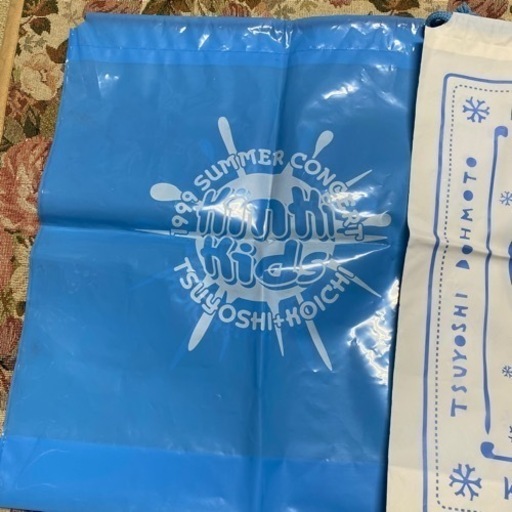 1999 SUMMER CONCERT
KinKi
Kids
TSUYOSHI+KOICHI
TSUYOSHI DOHMOTO